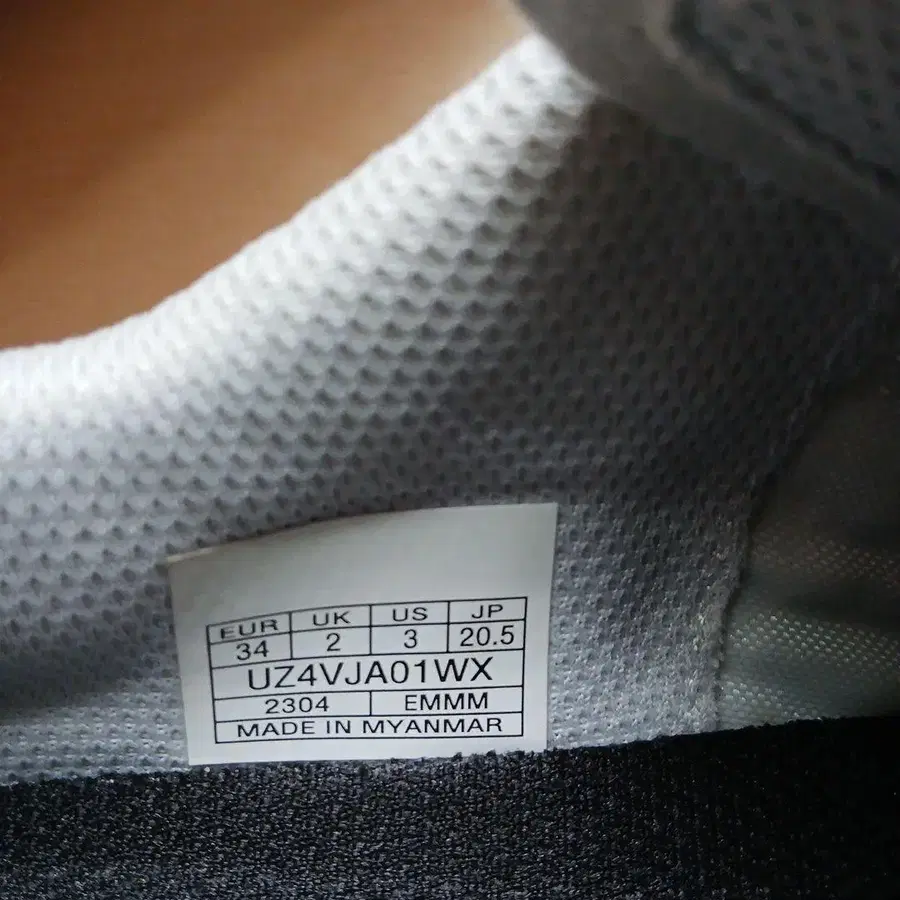 EUR UK US JP
34 2 3 20.5
UZ4VJA01WX
2304 EMMM
MADE IN MYANMAR